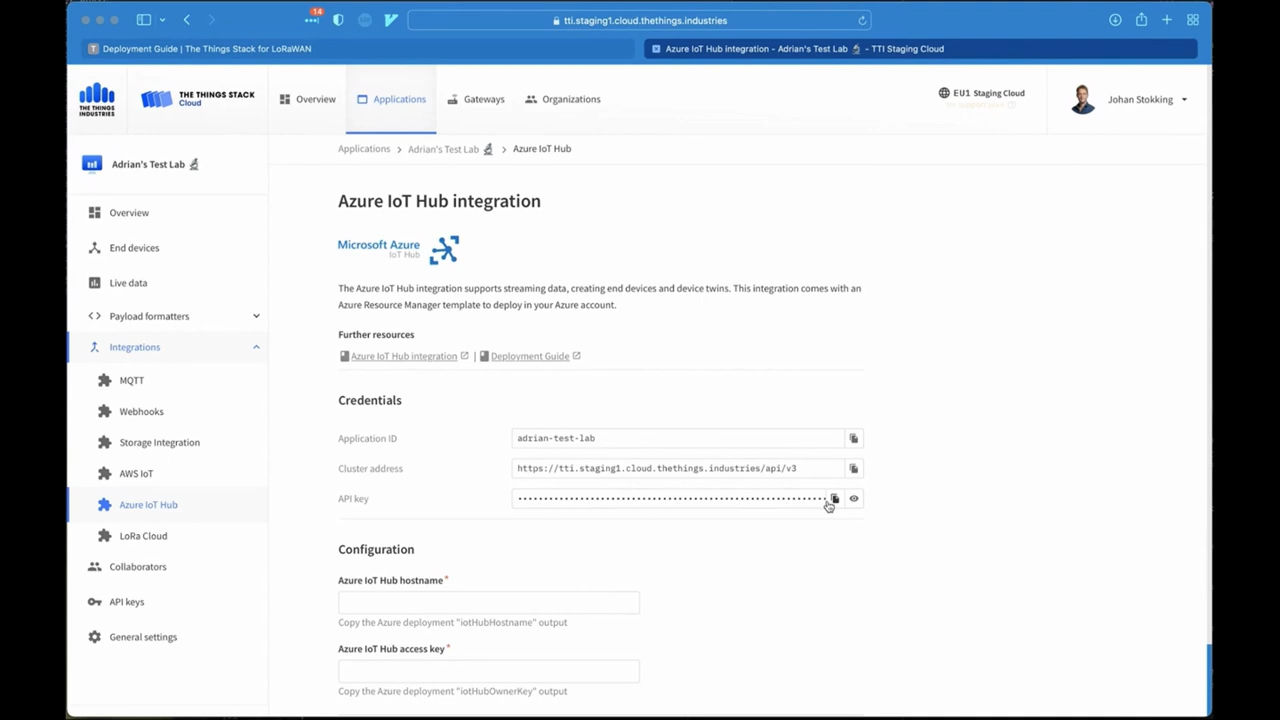 14
tti.staging1.cloud.thethings.industries
T Deployment Guide | The Things Stack for LoRaWAN
Azure IoT Hub integration - Adrian's Test Lab 🔬 - TTI Staging Cloud
THE THINGS INDUSTRIES
THE THINGS STACK
Cloud
Overview
Applications
Gateways
Organizations
EU1 Staging Cloud
Johan Stokking
Adrian's Test Lab 🔬
Applications > Adrian's Test Lab 🔬 > Azure IoT Hub
Overview
End devices
Live data
Payload formatters
Integrations
MQTT
Webhooks
Storage Integration
AWS IoT
Azure IoT Hub
LoRa Cloud
Collaborators
API keys
General settings
Azure IoT Hub integration
Microsoft Azure
IoT Hub
The Azure IoT Hub integration supports streaming data, creating end devices and device twins. This integration comes with an
Azure Resource Manager template to deploy in your Azure account.
Further resources
Azure IoT Hub integration | Deployment Guide
Credentials
Application ID adrian-test-lab
Cluster address https://tti.staging1.cloud.thethings.industries/api/v3
API key
Configuration
Azure IoT Hub hostname*
Copy the Azure deployment "iotHubHostname" output
Azure IoT Hub access key*
Copy the Azure deployment "iotHubOwnerKey" output